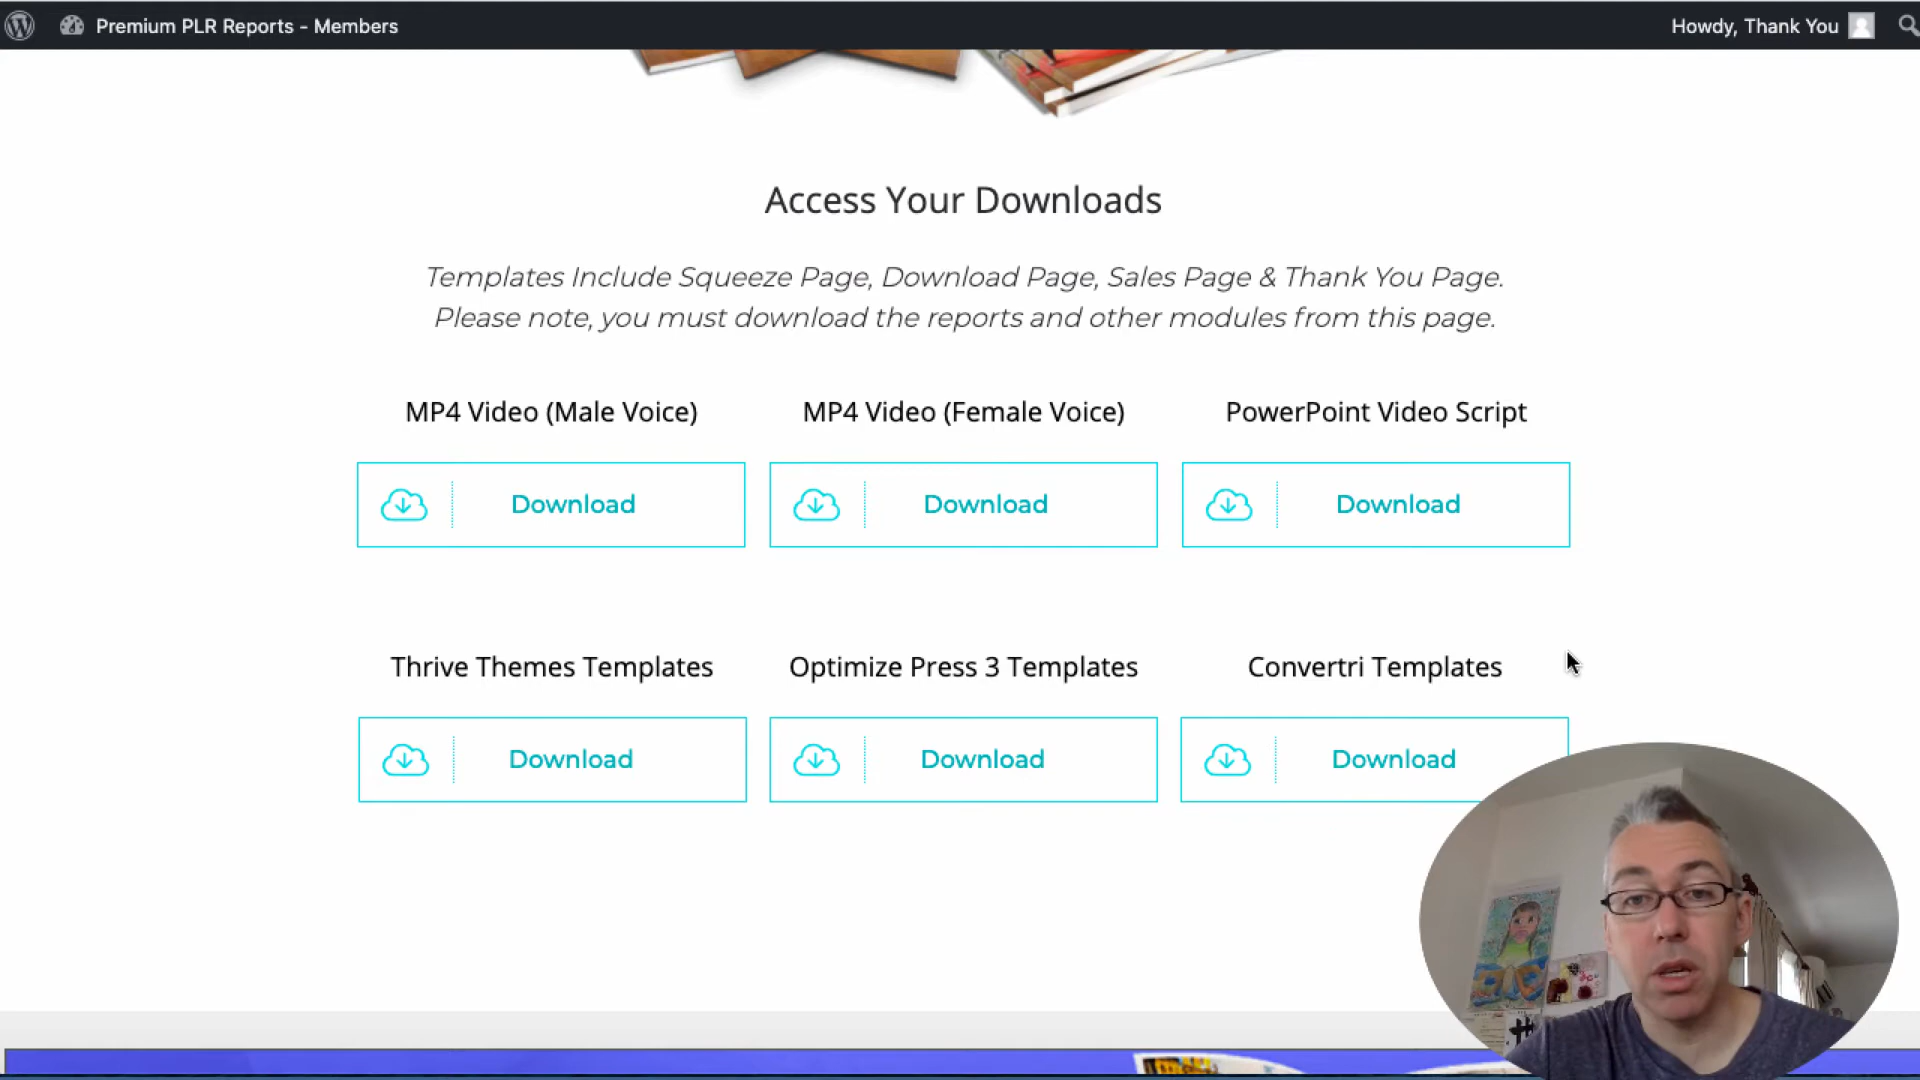 Premium PLR Reports - Members
Howdy, Thank You
Access Your Downloads
Templates Include Squeeze Page, Download Page, Sales Page & Thank You Page.
Please note, you must download the reports and other modules from this page.
MP4 Video (Male Voice)
MP4 Video (Female Voice)
PowerPoint Video Script
Download
Download
Download
Thrive Themes Templates
Optimize Press 3 Templates
Convertri Templates
Download
Download
Download